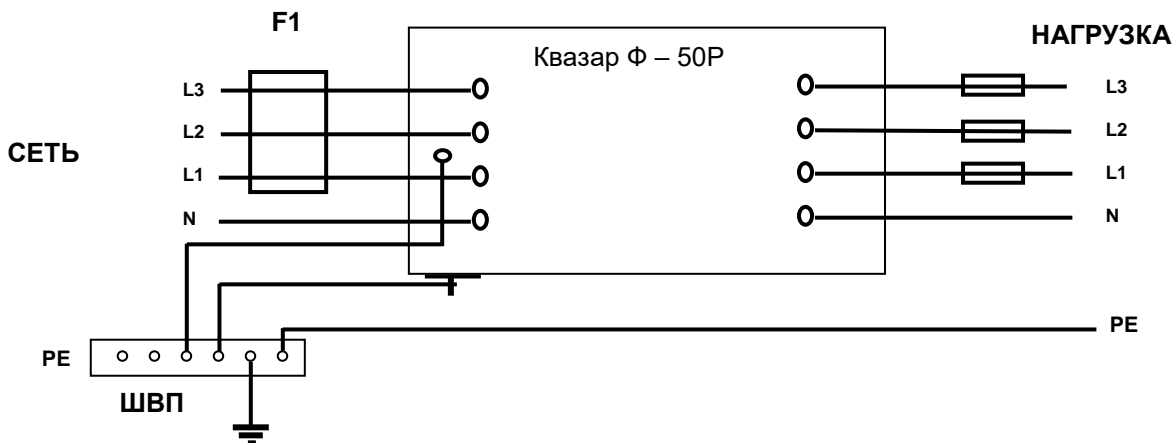 F1
НАГРУЗКА
Квазар Ф – 50Р
L3
L3
L2
L2
СЕТЬ
L1
L1
N
N
PE
PE
ШВП